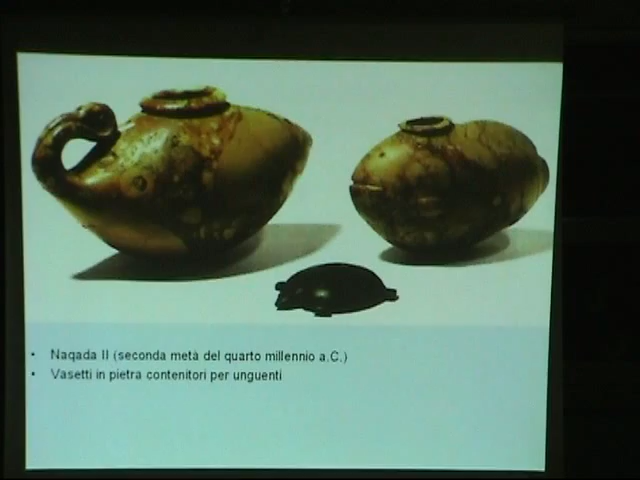 • Naqada II (seconda metà del quarto millennio a.C.)
• Vasetti in pietra contenitori per unguenti